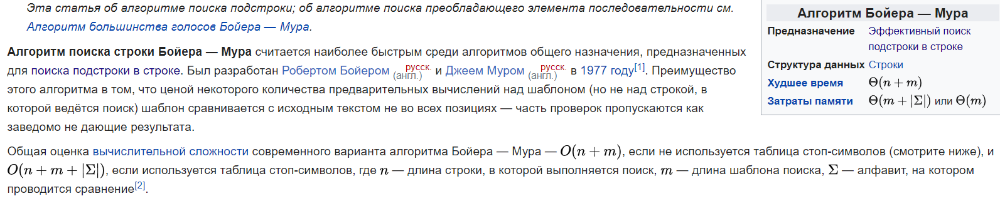 Эта статья об алгоритме поиска подстроки; об алгоритме поиска преобладающего элемента последовательности см.
Алгоритм большинства голосов Бойера — Мура.
Алгоритм поиска строки Бойера — Мура считается наиболее быстрым среди алгоритмов общего назначения, предназначенных
для поиска подстроки в строке. Был разработан Робертом Бойером русск. (англ.) и Джеем Муром русск. (англ.) в 1977 году[1]. Преимущество
этого алгоритма в том, что ценой некоторого количества предварительных вычислений над шаблоном (но не над строкой, в
которой ведётся поиск) шаблон сравнивается с исходным текстом не во всех позициях — часть проверок пропускаются как
заведомо не дающие результата.
Общая оценка вычислительной сложности современного варианта алгоритма Бойера — Мура — O(n + m), если не используется таблица стоп-символов (смотрите ниже), и
O(n + m + |Σ|), если используется таблица стоп-символов, где n — длина строки, в которой выполняется поиск, m — длина шаблона поиска, Σ — алфавит, на котором
проводится сравнение[2].
Алгоритм Бойера — Мура
Предназначение Эффективный поиск
подстроки в строке
Структура данных Строки
Худшее время Θ(n + m)
Затраты памяти Θ(m + |Σ|) или Θ(m)